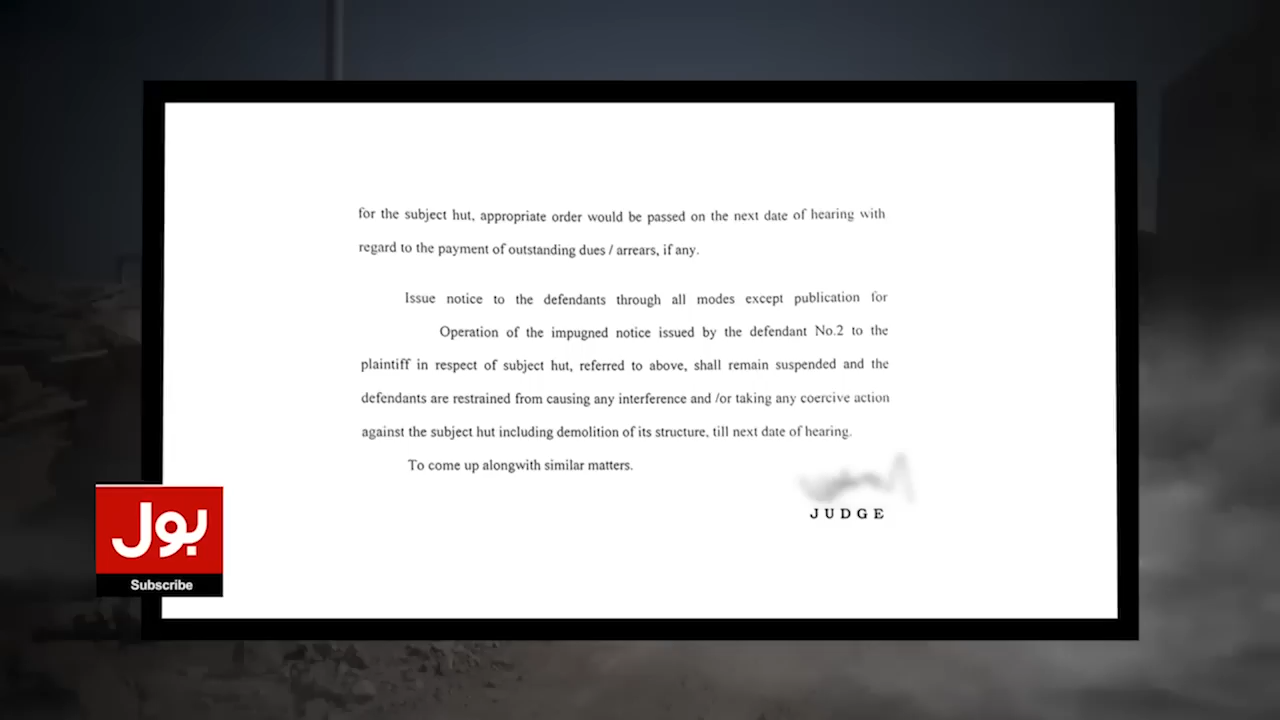 for the subject hut, appropriate order would be passed on the next date of hearing with
regard to the payment of outstanding dues / arrears, if any.
Issue notice to the defendants through all modes except publication for
Operation of the impugned notice issued by the defendant No.2 to the
plaintiff in respect of subject hut, referred to above, shall remain suspended and the
defendants are restrained from causing any interference and /or taking any coercive action
against the subject hut including demolition of its structure, till next date of hearing.
To come up alongwith similar matters.
JUDGE
بول
Subscribe